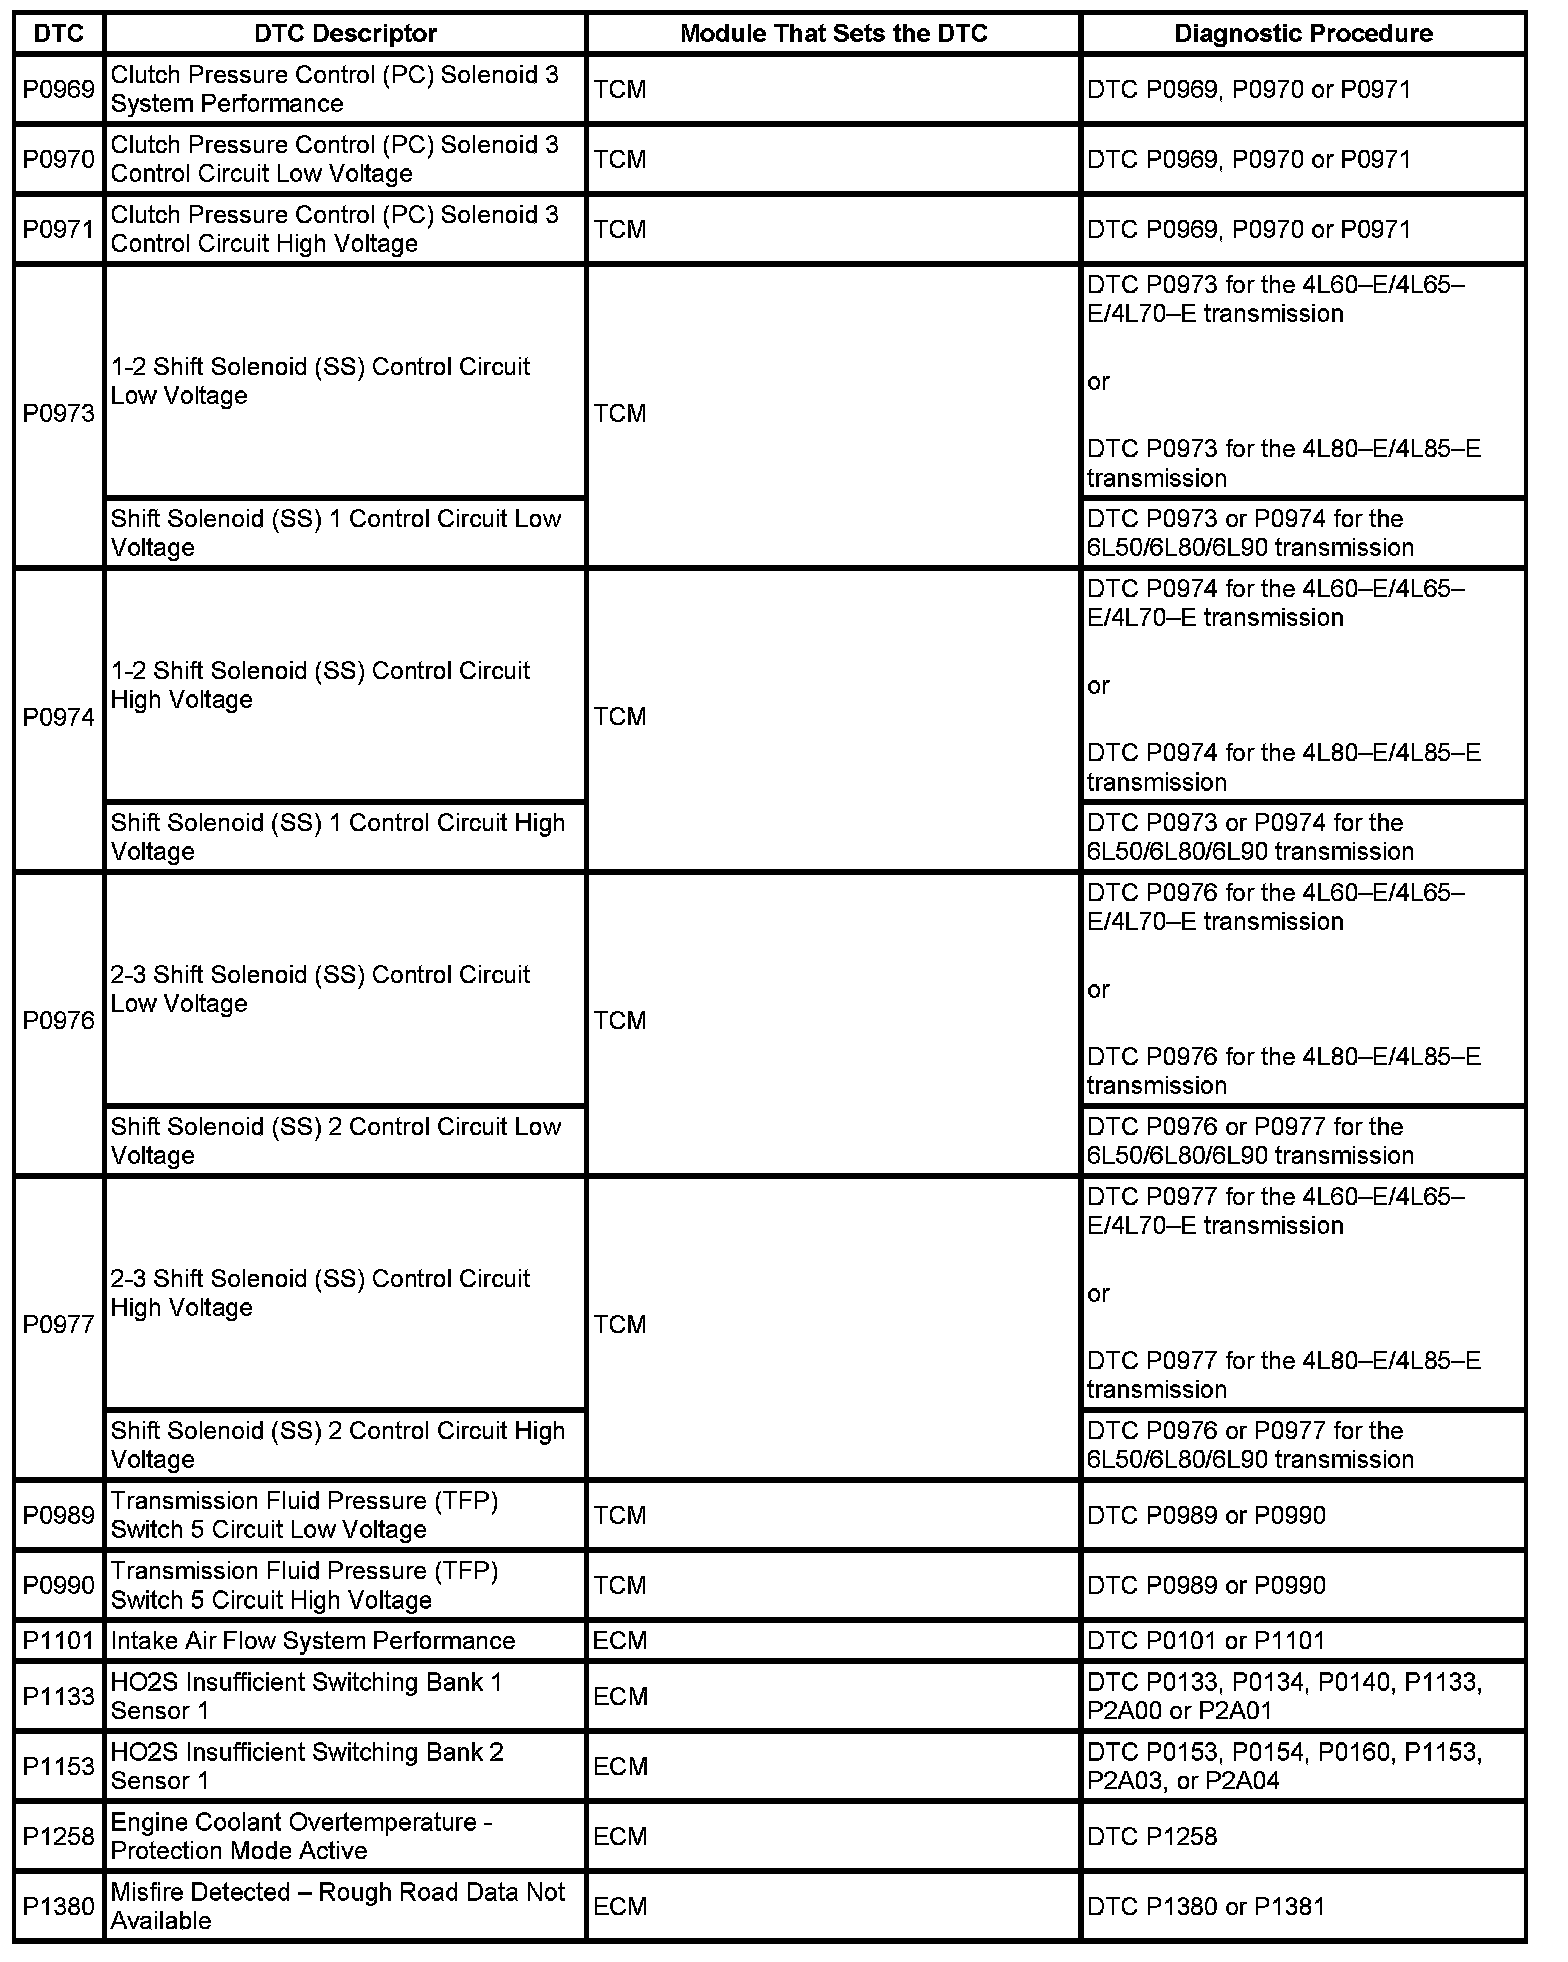 DTC DTC Descriptor Module That Sets the DTC Diagnostic Procedure
P0969
Clutch Pressure Control (PC) Solenoid 3
System Performance
TCM
DTC P0969, P0970 or P0971
P0970
Clutch Pressure Control (PC) Solenoid 3
Control Circuit Low Voltage
TCM
DTC P0969, P0970 or P0971
P0971
Clutch Pressure Control (PC) Solenoid 3
Control Circuit High Voltage
TCM
DTC P0969, P0970 or P0971
P0973
1-2 Shift Solenoid (SS) Control Circuit
Low Voltage
TCM
DTC P0973 for the 4L60–E/4L65–
E/4L70–E transmission
or
DTC P0973 for the 4L80–E/4L85–E
transmission
Shift Solenoid (SS) 1 Control Circuit Low
Voltage
DTC P0973 or P0974 for the
6L50/6L80/6L90 transmission
P0974
1-2 Shift Solenoid (SS) Control Circuit
High Voltage
TCM
DTC P0974 for the 4L60–E/4L65–
E/4L70–E transmission
or
DTC P0974 for the 4L80–E/4L85–E
transmission
Shift Solenoid (SS) 1 Control Circuit High
Voltage
DTC P0973 or P0974 for the
6L50/6L80/6L90 transmission
P0976
2-3 Shift Solenoid (SS) Control Circuit
Low Voltage
TCM
DTC P0976 for the 4L60–E/4L65–
E/4L70–E transmission
or
DTC P0976 for the 4L80–E/4L85–E
transmission
Shift Solenoid (SS) 2 Control Circuit Low
Voltage
DTC P0976 or P0977 for the
6L50/6L80/6L90 transmission
P0977
2-3 Shift Solenoid (SS) Control Circuit
High Voltage
TCM
DTC P0977 for the 4L60–E/4L65–
E/4L70–E transmission
or
DTC P0977 for the 4L80–E/4L85–E
transmission
Shift Solenoid (SS) 2 Control Circuit High
Voltage
DTC P0976 or P0977 for the
6L50/6L80/6L90 transmission
P0989
Transmission Fluid Pressure (TFP)
Switch 5 Circuit Low Voltage
TCM
DTC P0989 or P0990
P0990
Transmission Fluid Pressure (TFP)
Switch 5 Circuit High Voltage
TCM
DTC P0989 or P0990
P1101
Intake Air Flow System Performance
ECM
DTC P0101 or P1101
P1133
HO2S Insufficient Switching Bank 1
Sensor 1
ECM
DTC P0133, P0134, P0140, P1133,
P2A00 or P2A01
P1153
HO2S Insufficient Switching Bank 2
Sensor 1
ECM
DTC P0153, P0154, P0160, P1153,
P2A03, or P2A04
P1258
Engine Coolant Overtemperature -
Protection Mode Active
ECM
DTC P1258
P1380
Misfire Detected – Rough Road Data Not
Available
ECM
DTC P1380 or P1381